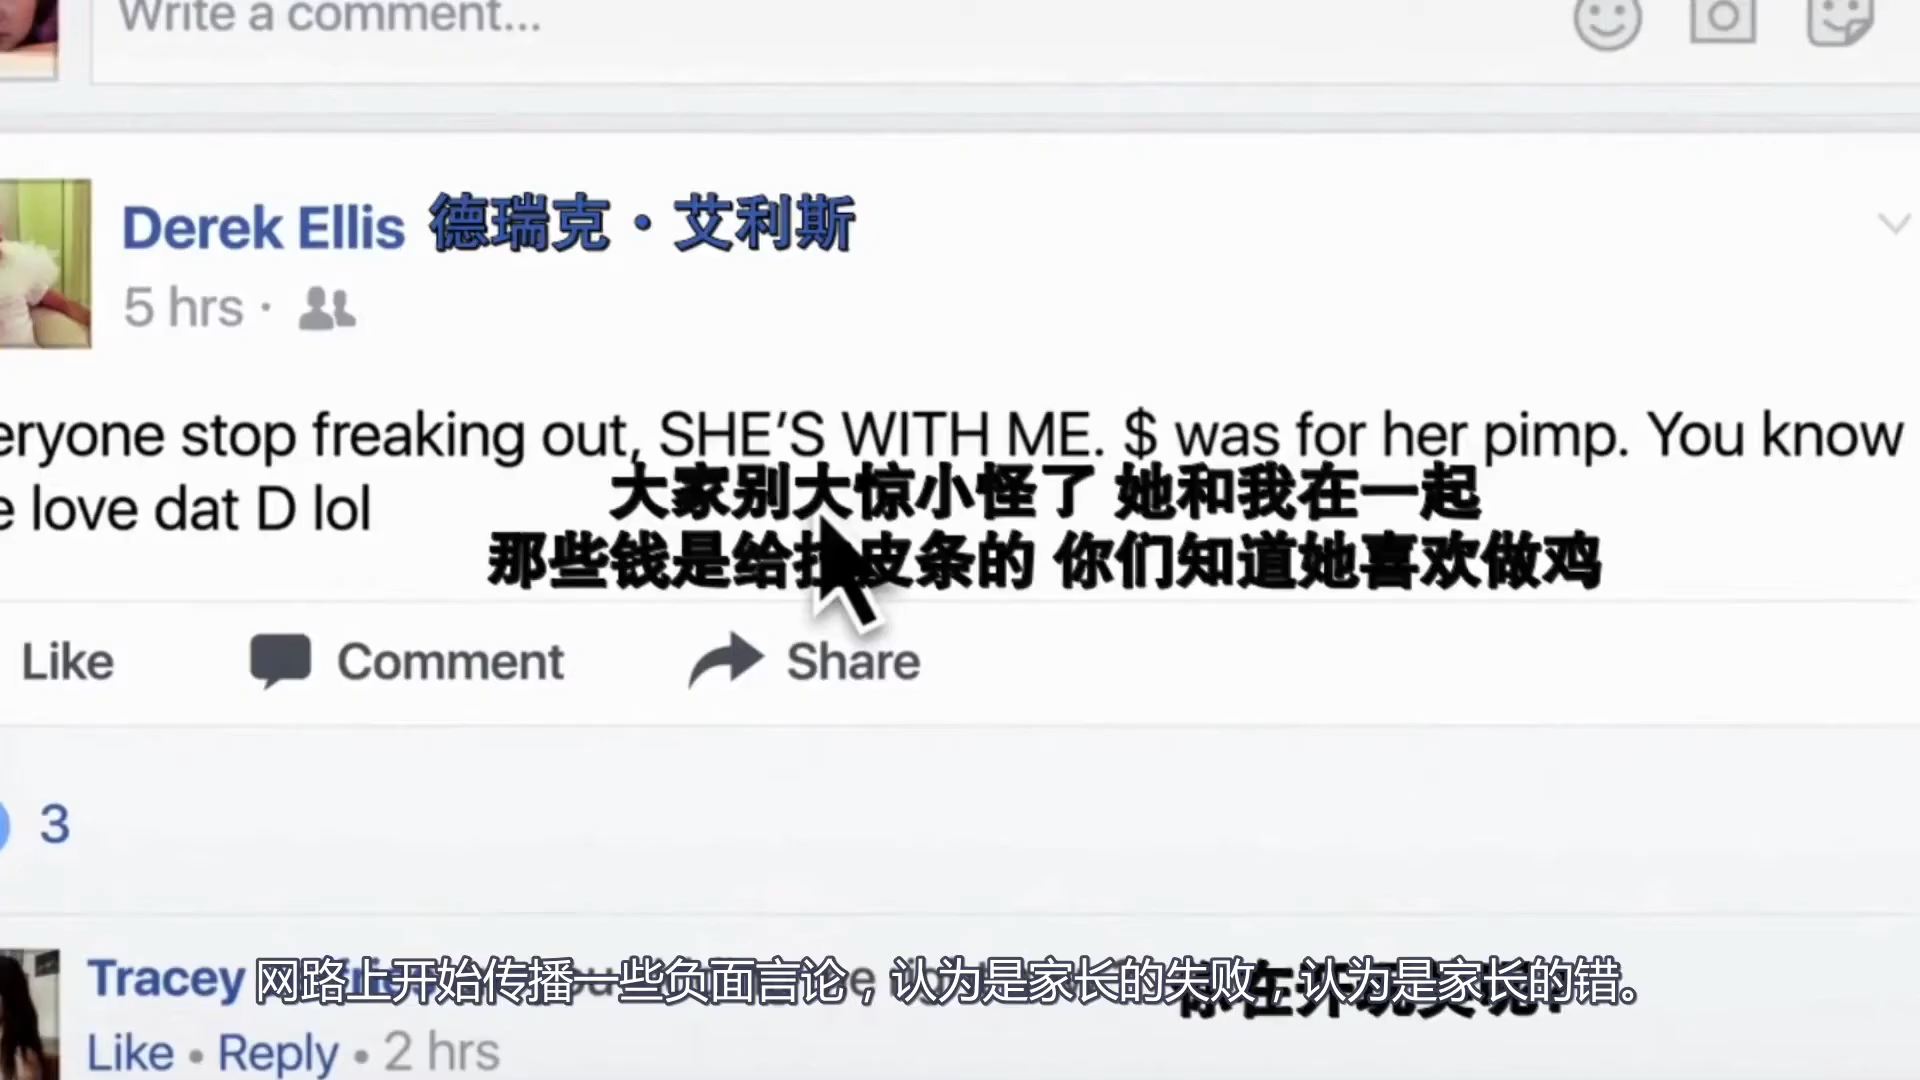 Write a comment...
Derek Ellis 德瑞克·艾利斯
5 hrs ·
eryone stop freaking out, SHE'S WITH ME. $ was for her pimp. You know
e love dat D lol
大家别大惊小怪了 她和我在一起
那些钱是给拉皮条的 你们知道她喜欢做鸡
Like Comment Share
3
Tracey
网路上开始传播一些负面言论，认为是家长的失败，认为是家长的错。
Like • Reply • 2 hrs